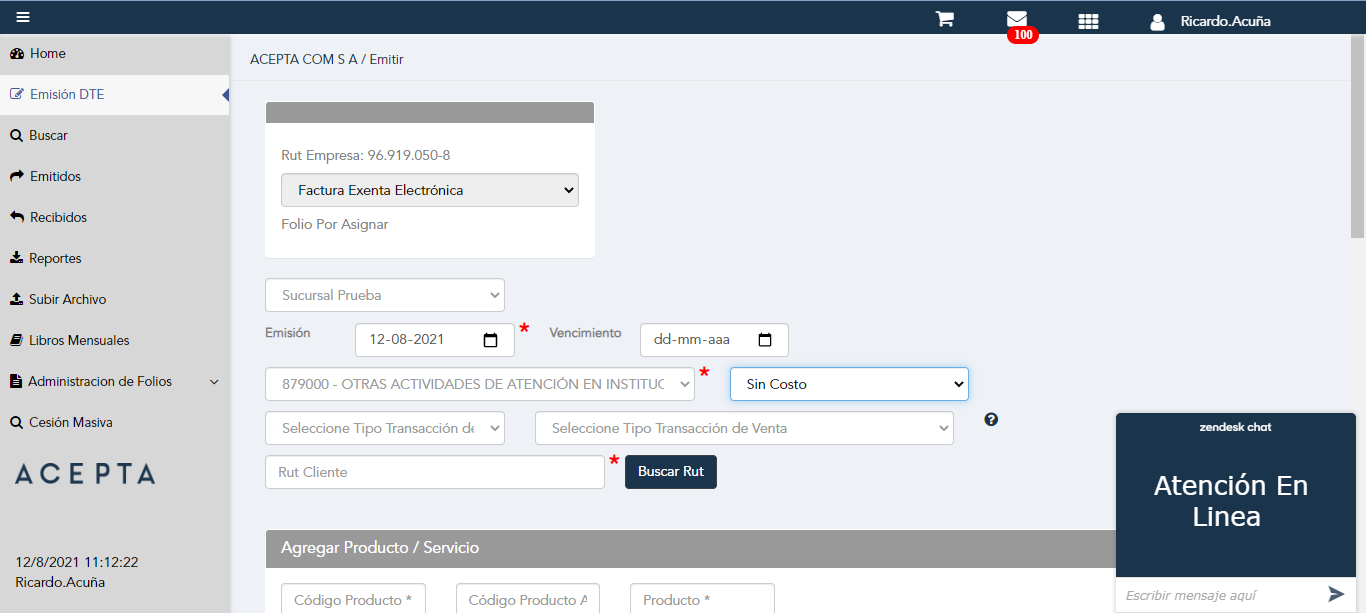 100
Ricardo.Acuña
Home
Emisión DTE
Buscar
Emitidos
Recibidos
Reportes
Subir Archivo
Libros Mensuales
Administracion de Folios
Cesión Masiva
ACEPTA
12/8/2021 11:12:22
Ricardo.Acuña
ACEPTA COM S A / Emitir
Rut Empresa: 96.919.050-8
Factura Exenta Electrónica
Folio Por Asignar
Sucursal Prueba
Emisión
12-08-2021
*
Vencimiento
dd-mm-aaa
879000 - OTRAS ACTIVIDADES DE ATENCIÓN EN INSTITUC
*
Sin Costo
Seleccione Tipo Transacción de
Seleccione Tipo Transacción de Venta
?
Rut Cliente
*
Buscar Rut
Agregar Producto / Servicio
Código Producto *
Código Producto A
Producto *
zendesk chat
Atención En
Linea
Escribir mensaje aquí